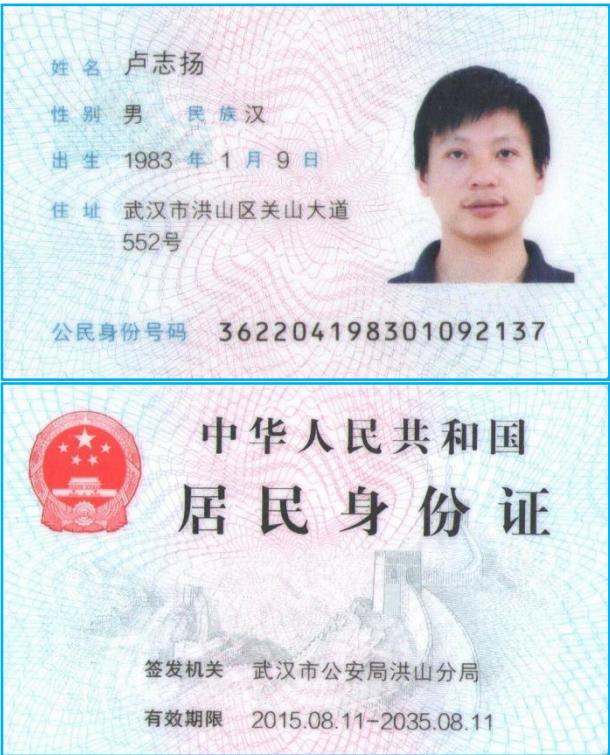 姓名 卢志扬
性别 男 民族 汉
出生 1983 年 1 月 9 日
住址 武汉市洪山区关山大道
552号
公民身份号码 362204198301092137
中华人民共和国
居民身份证
签发机关 武汉市公安局洪山分局
有效期限 2015.08.11-2035.08.11